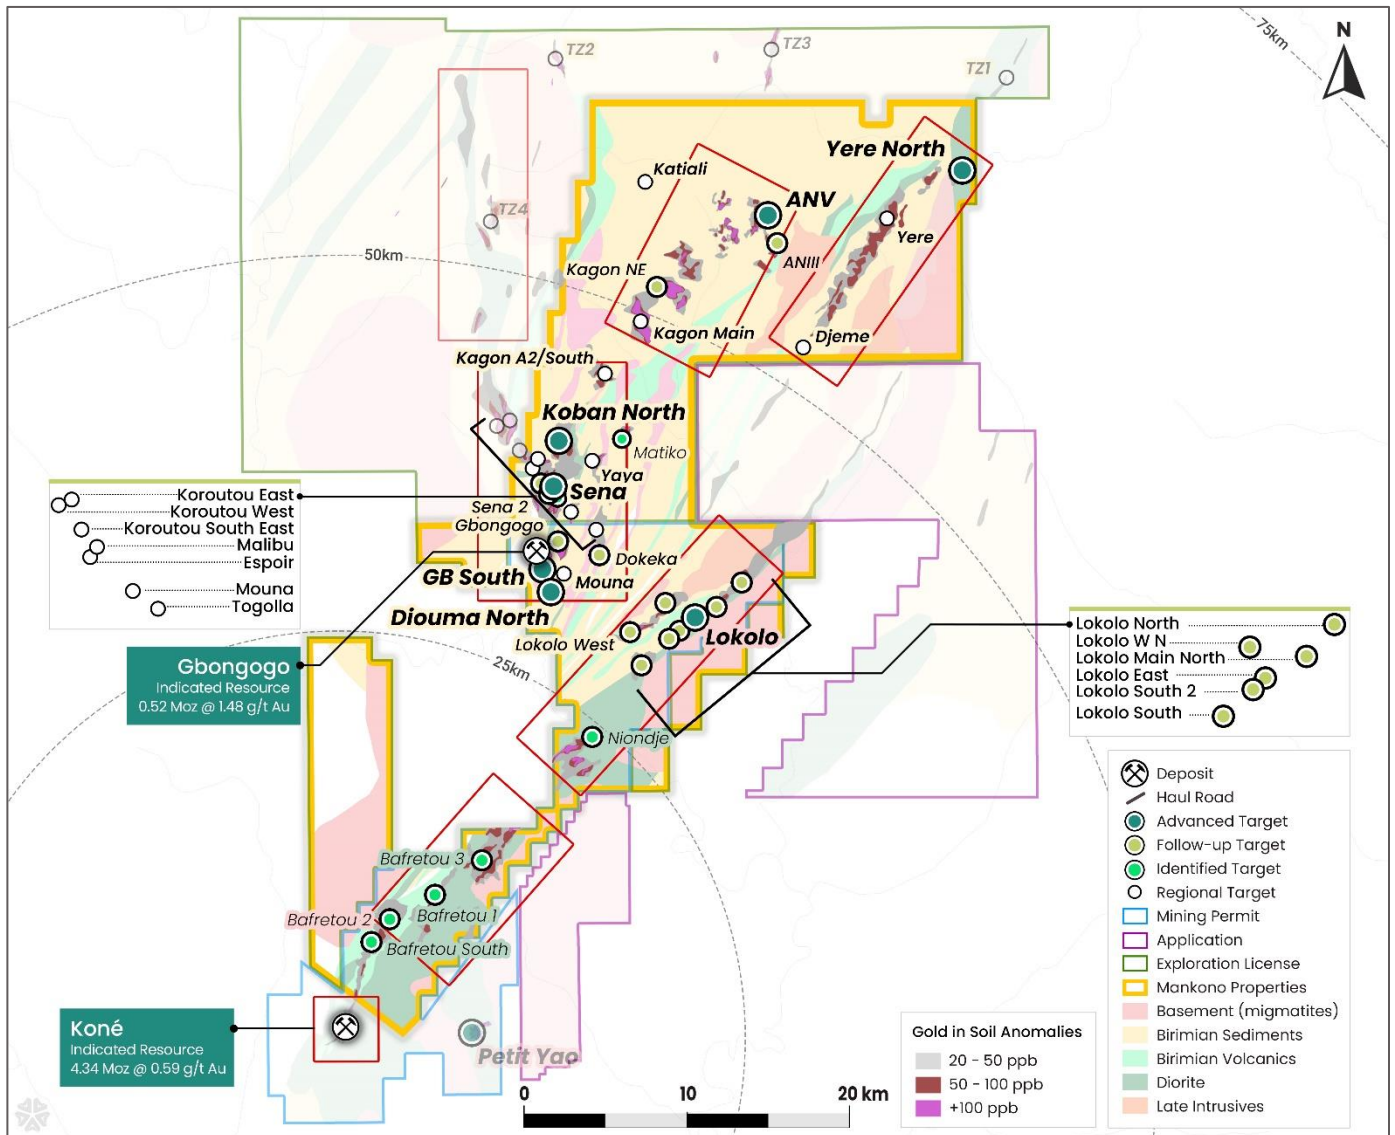 TZ2
TZ3
TZ1
75km
N
Yere North
Katiali
ANV
TZ4
Yere
50km
ANIII
Kagon NE
Kagon Main
Djeme
Kagon A2/South
Koban North
Matiko
Yaya
Sena
Sena 2
Gbongogo
Dokeka
GB South
Mouna
Diouma North
Lokolo West
Lokolo
25km
Niondje
Koroutou East
Koroutou West
Koroutou South East
Malibu
Espoir
Mouna
Togolla
Gbongogo
Indicated Resource
0.52 Moz @ 1.48 g/t Au
Lokolo North
Lokolo W N
Lokolo Main North
Lokolo East
Lokolo South 2
Lokolo South
Bafretou 3
Bafretou 1
Bafretou 2
Bafretou South
Koné
Indicated Resource
4.34 Moz @ 0.59 g/t Au
Petit Yao
Deposit
Haul Road
Advanced Target
Follow-up Target
Identified Target
Regional Target
Mining Permit
Application
Exploration License
Mankono Properties
Basement (migmatites)
Birimian Sediments
Birimian Volcanics
Diorite
Late Intrusives
Gold in Soil Anomalies
20 - 50 ppb
50 - 100 ppb
+100 ppb
0 10 20 km